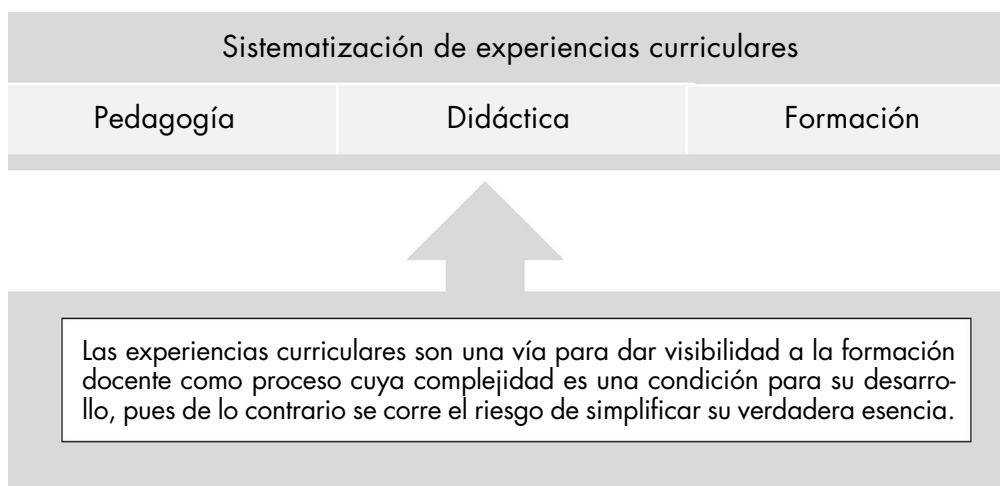 Sistematización de experiencias curriculares
Pedagogía Didáctica Formación
Las experiencias curriculares son una vía para dar visibilidad a la formación
docente como proceso cuya complejidad es una condición para su desarro-
llo, pues de lo contrario se corre el riesgo de simplificar su verdadera esencia.